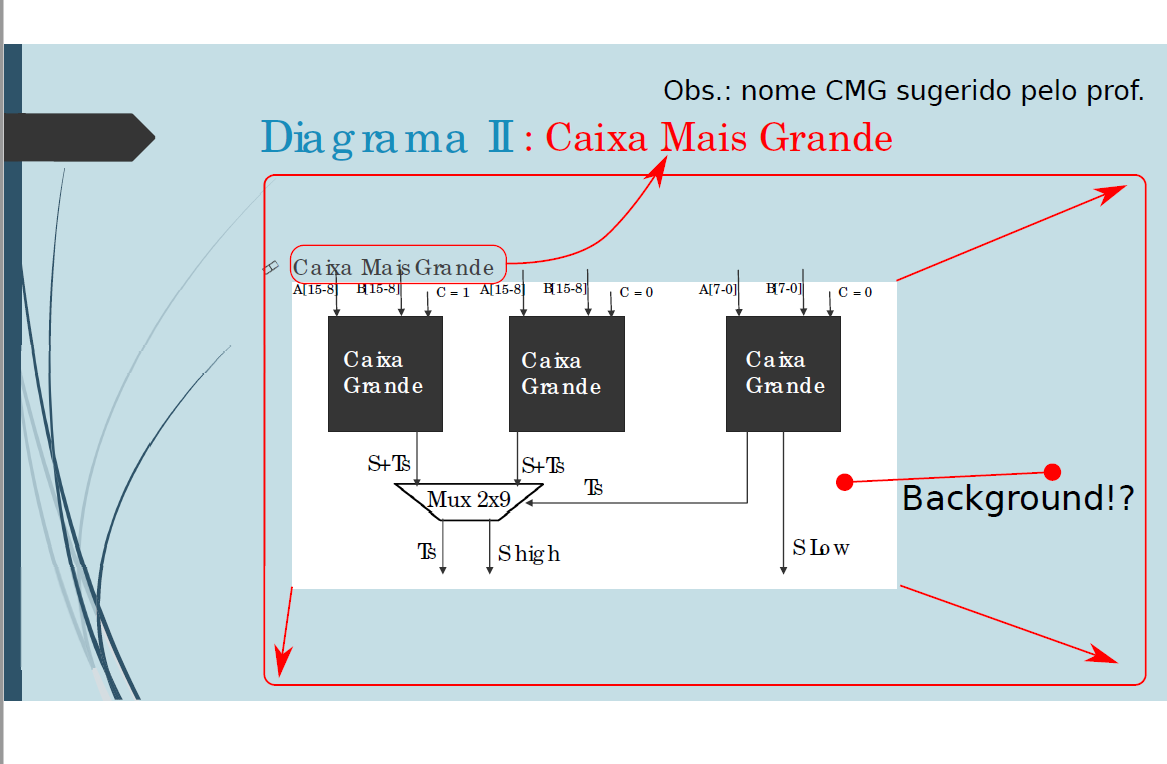 Obs.: nome CMG sugerido pelo prof.
Diagrama II: Caixa Mais Grande
Caixa Mais Grande
A[15-8] B[15-8] C = 1 A[15-8] B[15-8] C = 0 A[7-0] B[7-0] C = 0
Caixa Grande
Caixa Grande
Caixa Grande
S+Ts S+Ts
Ts
Mux 2x9
Background!?
Ts S high
S Low